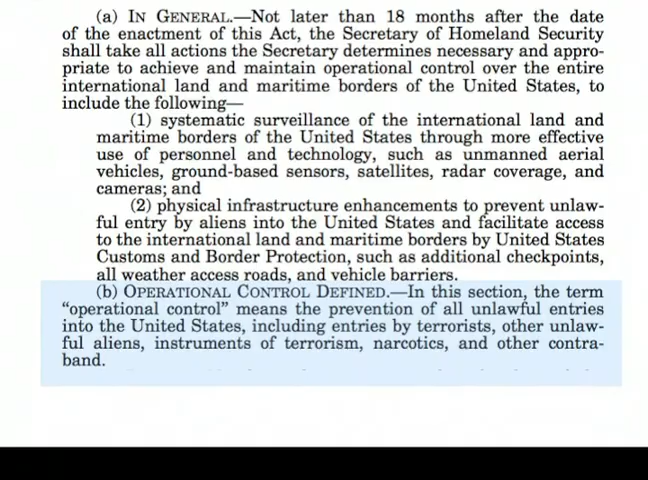 (a) IN GENERAL.—Not later than 18 months after the date
of the enactment of this Act, the Secretary of Homeland Security
shall take all actions the Secretary determines necessary and appro-
priate to achieve and maintain operational control over the entire
international land and maritime borders of the United States, to
include the following—
(1) systematic surveillance of the international land and
maritime borders of the United States through more effective
use of personnel and technology, such as unmanned aerial
vehicles, ground-based sensors, satellites, radar coverage, and
cameras; and
(2) physical infrastructure enhancements to prevent unlaw-
ful entry by aliens into the United States and facilitate access
to the international land and maritime borders by United States
Customs and Border Protection, such as additional checkpoints,
all weather access roads, and vehicle barriers.
(b) OPERATIONAL CONTROL DEFINED.—In this section, the term
“operational control” means the prevention of all unlawful entries
into the United States, including entries by terrorists, other unlaw-
ful aliens, instruments of terrorism, narcotics, and other contra-
band.